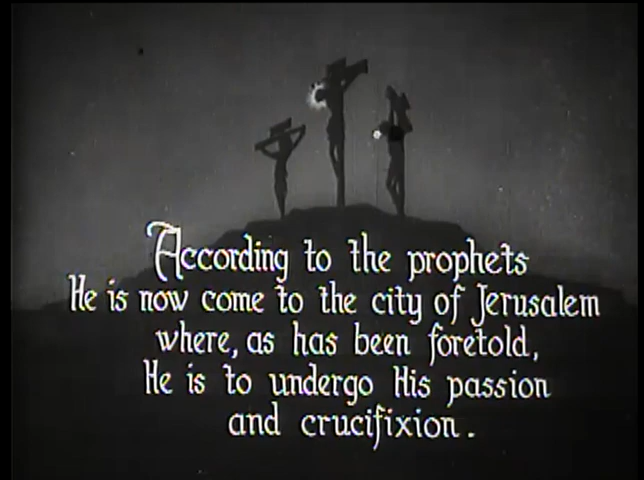 According to the prophets
He is now come to the city of Jerusalem
where, as has been foretold,
He is to undergo His passion
and crucifixion.